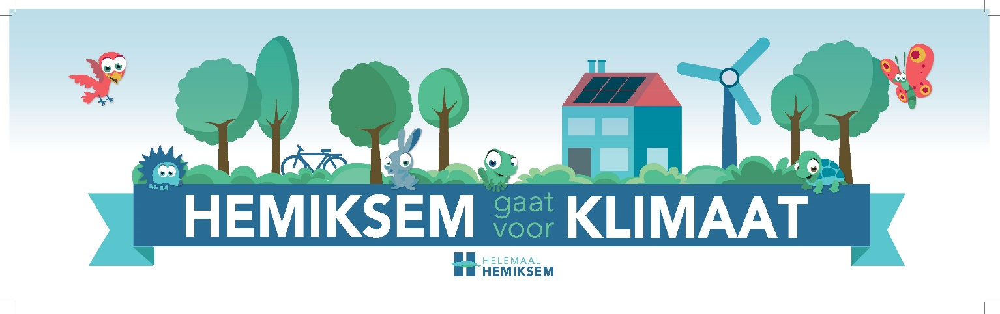 HEMIKSEM gaat voor KLIMAAT
HELEMAAL
HEMIKSEM